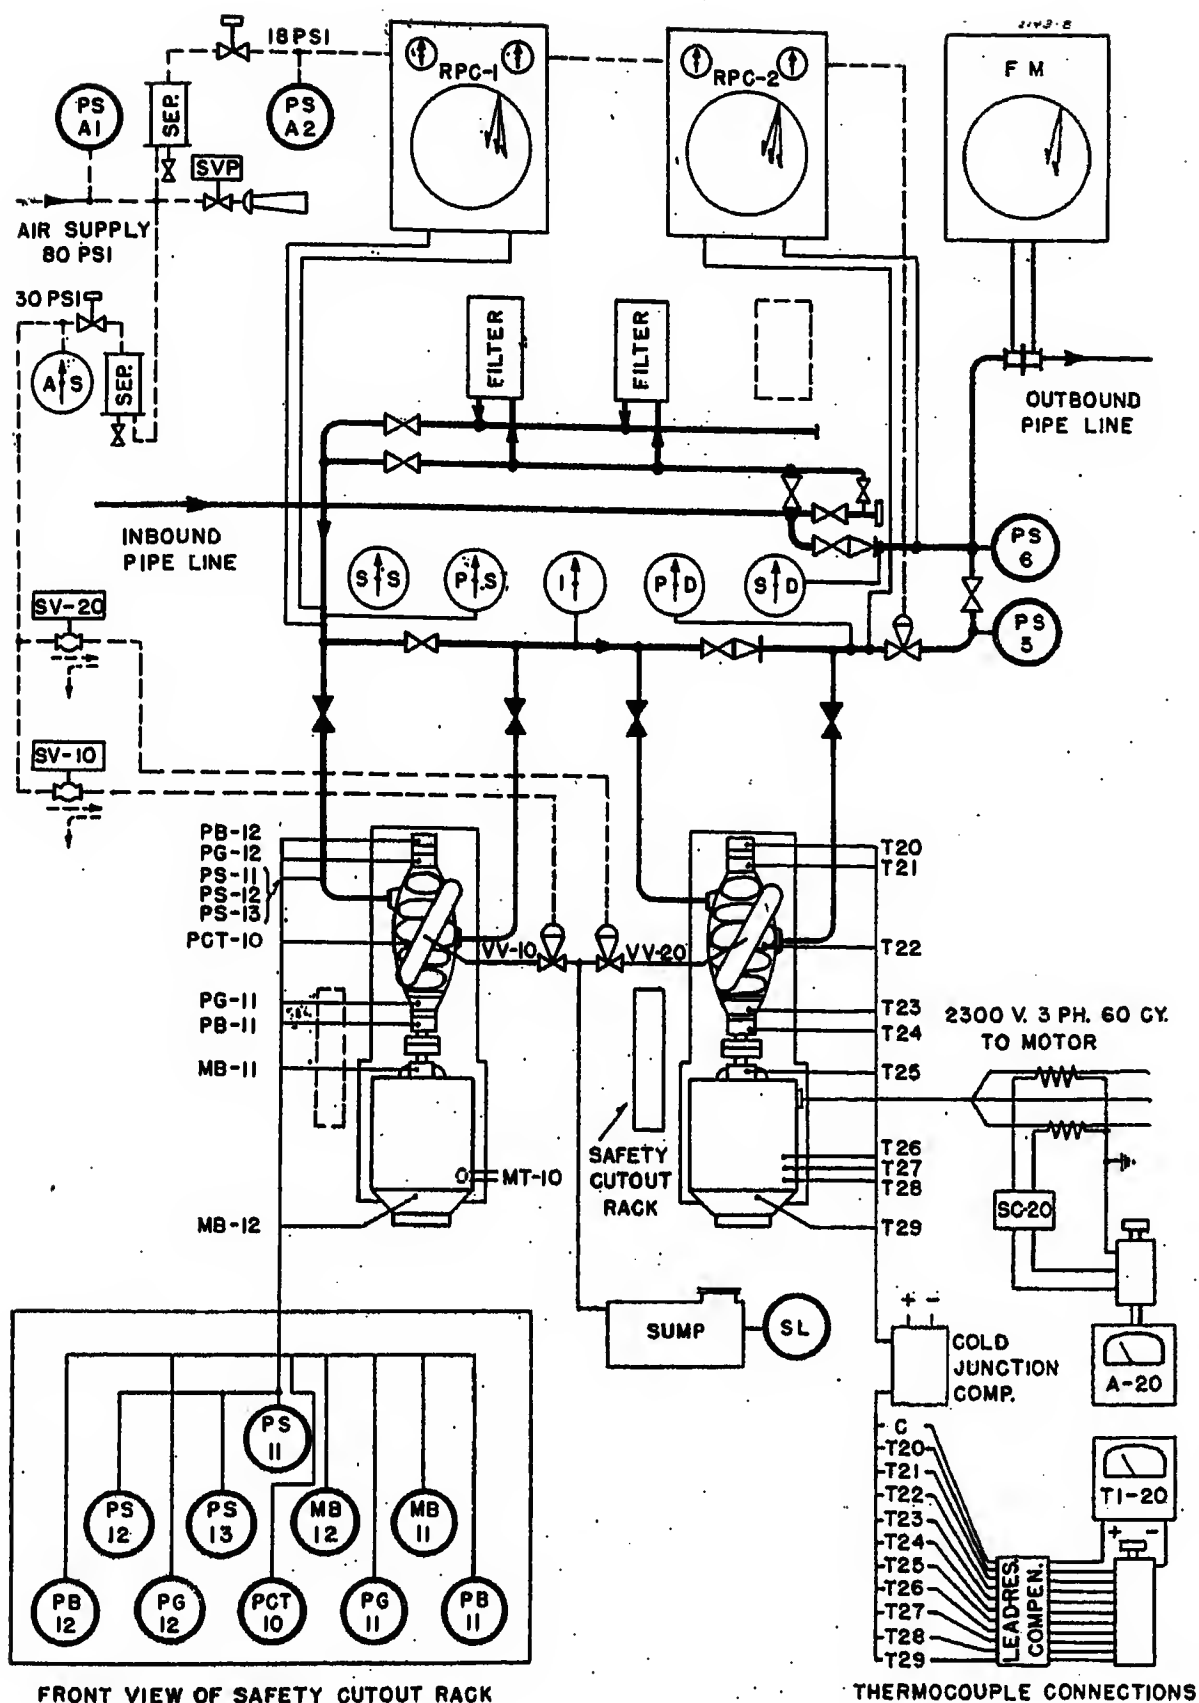 2143-E
18 PSI
RPC-1
RPC-2
F M
PS
A1
SEP.
PS
A2
SVP
AIR SUPPLY
80 PSI
30 PSI
A S
SEP.
FILTER
FILTER
OUTBOUND
PIPE LINE
INBOUND
PIPE LINE
PS
6
S S
P S
I
P D
S D
SV-20
PS
5
SV-10
PB-12
PG-12
PS-11
PS-12
PS-13
PCT-10
VV-10
VV-20
PG-11
PB-11
MB-11
MT-10
MB-12
T20
T21
T22
T23
T24
T25
T26
T27
T28
T29
2300 V. 3 PH. 60 CY.
TO MOTOR
SAFETY
CUTOUT
RACK
SC-20
SUMP
SL
+ -
COLD
JUNCTION
COMP.
A-20
PS
11
PS
12
PS
13
MB
12
MB
11
PB
12
PG
12
PCT
10
PG
11
PB
11
C
T20
T21
T22
T23
T24
T25
T26
T27
T28
T29
LEAD RES.
COMPEN.
TI-20
+ -
FRONT VIEW OF SAFETY CUTOUT RACK
THERMOCOUPLE CONNECTIONS